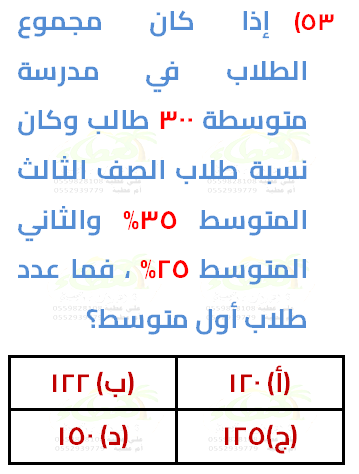 ٥٣) إذا كان مجموع
الطلاب في مدرسة
متوسطة ٣٠٠ طالب وكان
نسبة طلاب الصف الثالث
المتوسط ٣٥% والثاني
المتوسط ٢٥% ، فما عدد
طلاب أول متوسط؟
(أ) ١٢٠ (ب) ١٢٢
(ج) ١٢٥ (د) ١٥٠